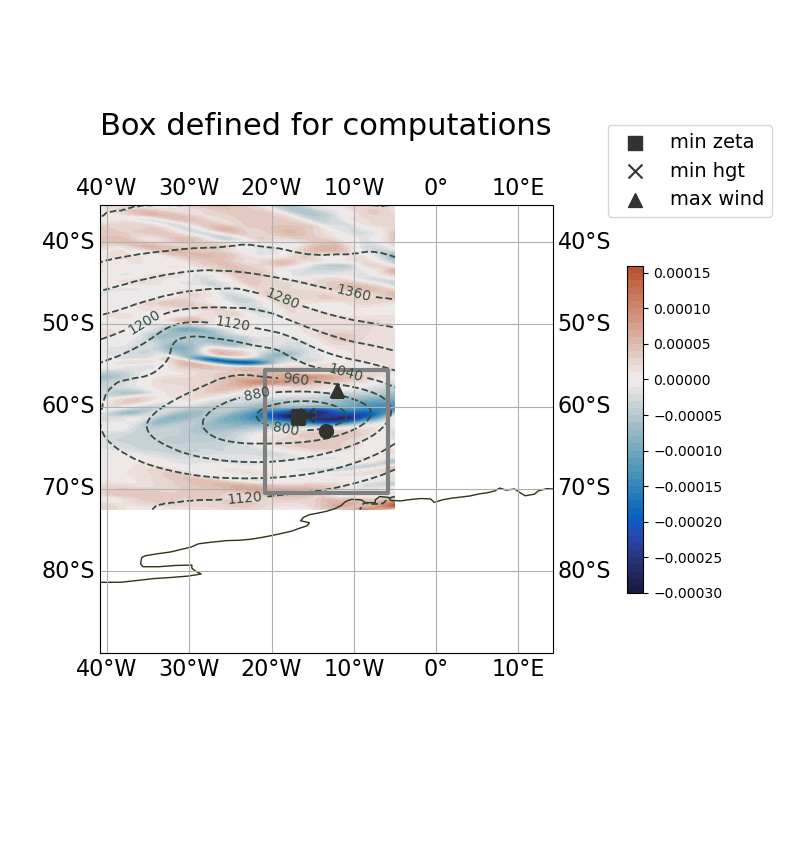 Box defined for computations
min zeta
min hgt
max wind
40°W 30°W 20°W 10°W 0° 10°E
40°S 40°S
50°S 50°S
60°S 60°S
70°S 70°S
80°S 80°S
40°W 30°W 20°W 10°W 0° 10°E
1360
1280
1200
1120
1040
960
880
800
1120
0.00015
0.00010
0.00005
0.00000
−0.00005
−0.00010
−0.00015
−0.00020
−0.00025
−0.00030